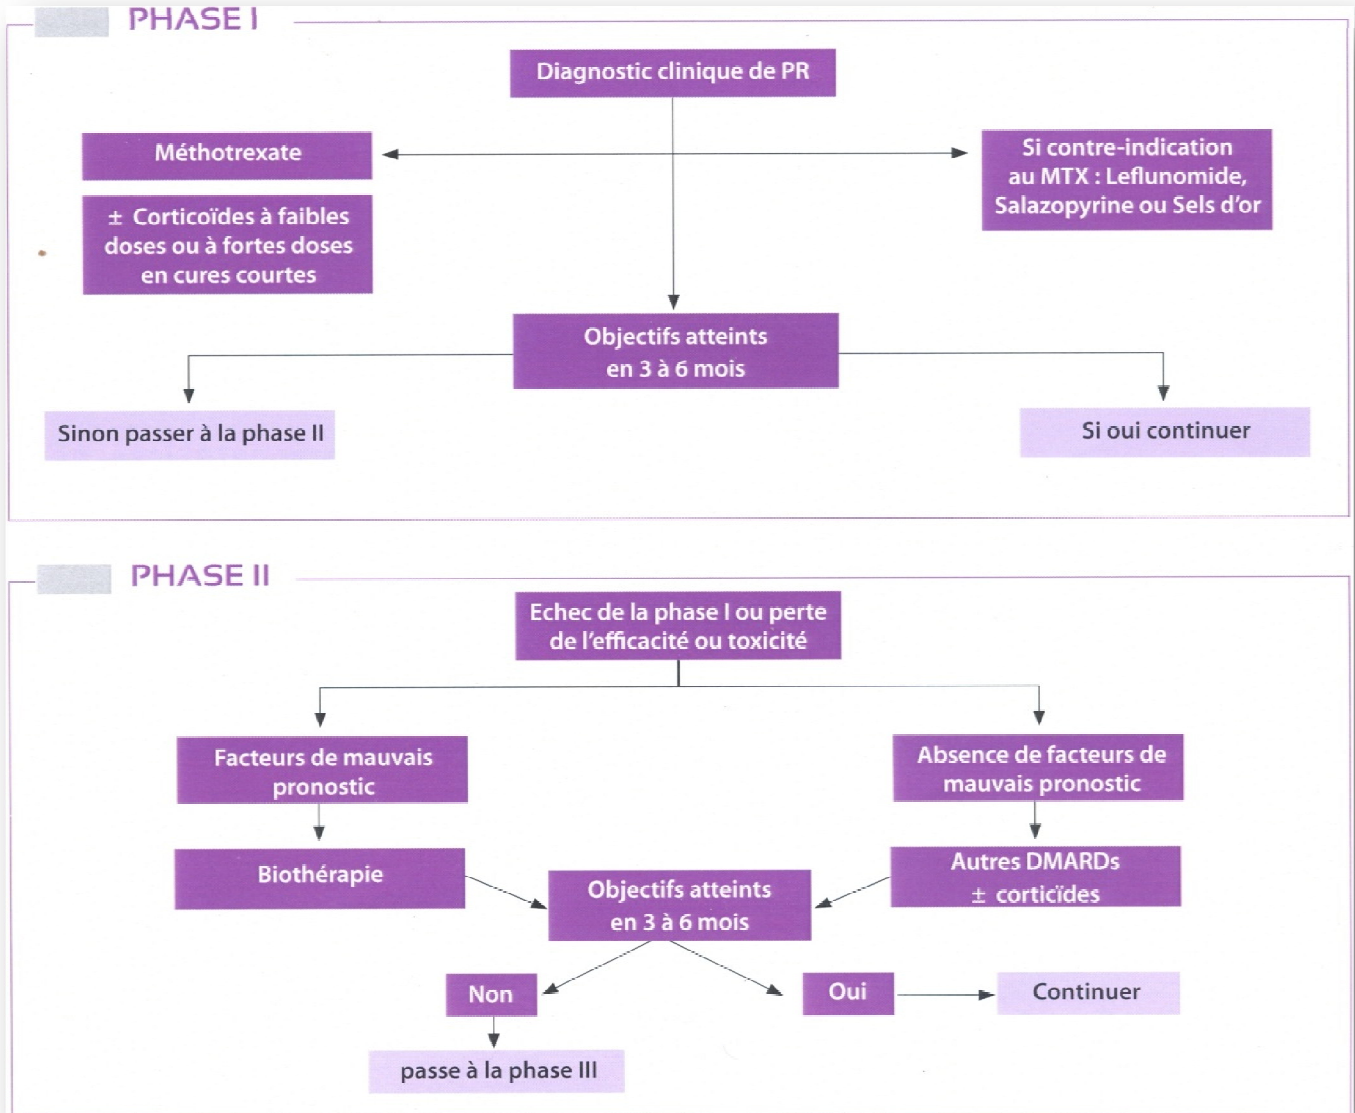 PHASE I
Diagnostic clinique de PR
Méthotrexate
± Corticoïdes à faibles
doses ou à fortes doses
en cures courtes
Si contre-indication
au MTX : Leflunomide,
Salazopyrine ou Sels d'or
Objectifs atteints
en 3 à 6 mois
Sinon passer à la phase II
Si oui continuer
PHASE II
Echec de la phase I ou perte
de l'efficacité ou toxicité
Facteurs de mauvais
pronostic
Absence de facteurs de
mauvais pronostic
Biothérapie
Autres DMARDs
± corticïdes
Objectifs atteints
en 3 à 6 mois
Non
Oui
Continuer
passe à la phase III